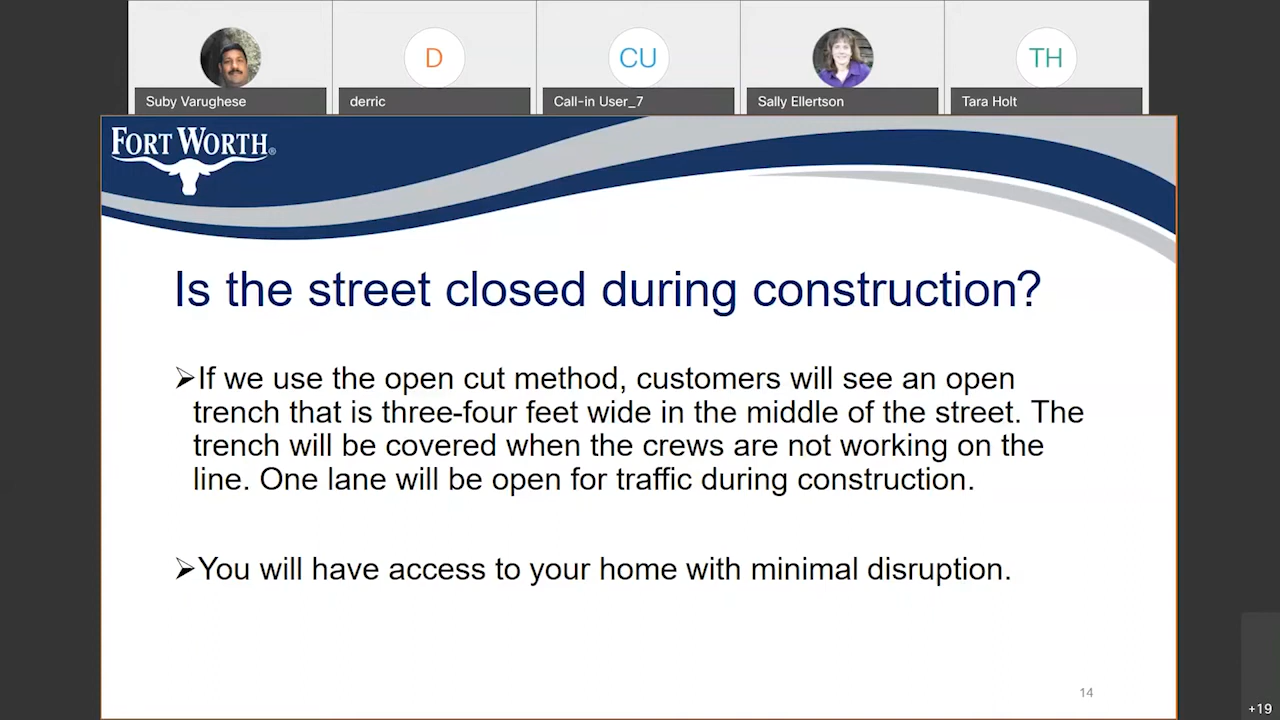 Suby Varughese
D
derric
CU
Call-in User_7
Sally Ellertson
TH
Tara Holt
FORT WORTH®
Is the street closed during construction?
➢If we use the open cut method, customers will see an open
trench that is three-four feet wide in the middle of the street. The
trench will be covered when the crews are not working on the
line. One lane will be open for traffic during construction.
➢You will have access to your home with minimal disruption.
14
+19